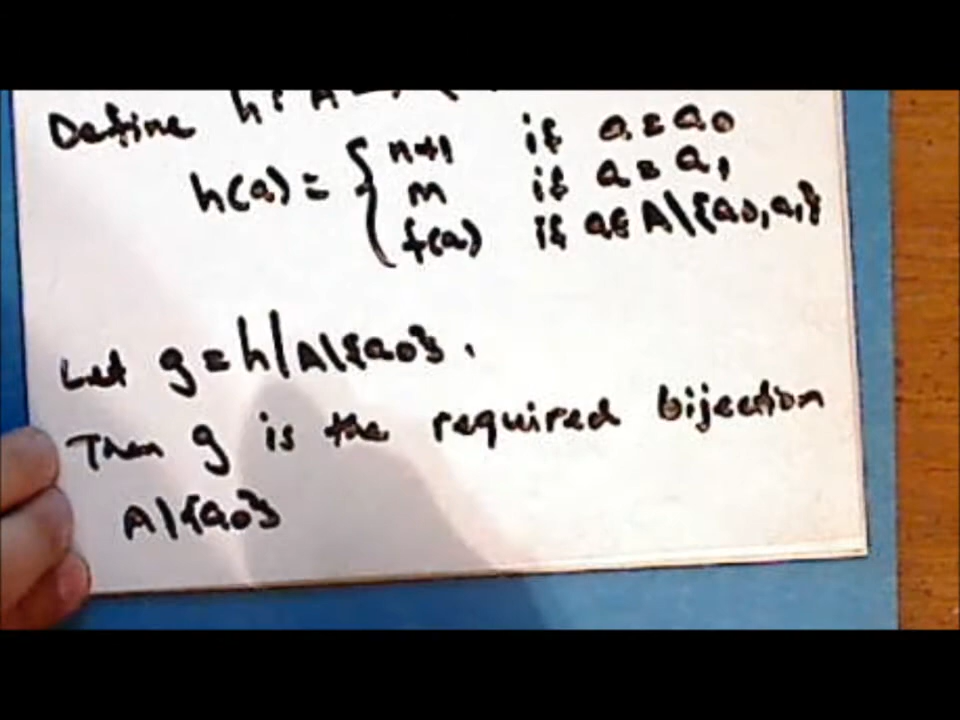 Define h : A
h(a) = { n+1 if a = a0
m if a = a1
f(a) if a ∈ A \ {a0, a1}
Let g = h | A\{a0} .
Then g is the required bijection
A \ {a0}